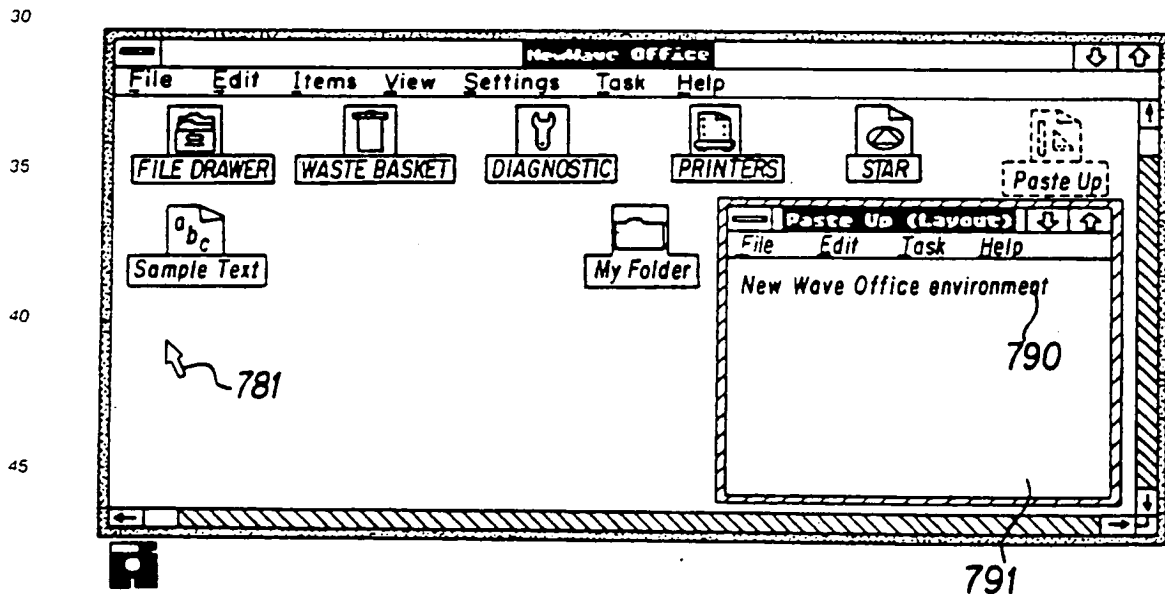 30
NewWave Office
File Edit Items View Settings Task Help
35
FILE DRAWER WASTE BASKET DIAGNOSTIC PRINTERS STAR Paste Up
abc
Sample Text My Folder
Paste Up (Layout)
File Edit Task Help
New Wave Office environment
40
790
781
45
791